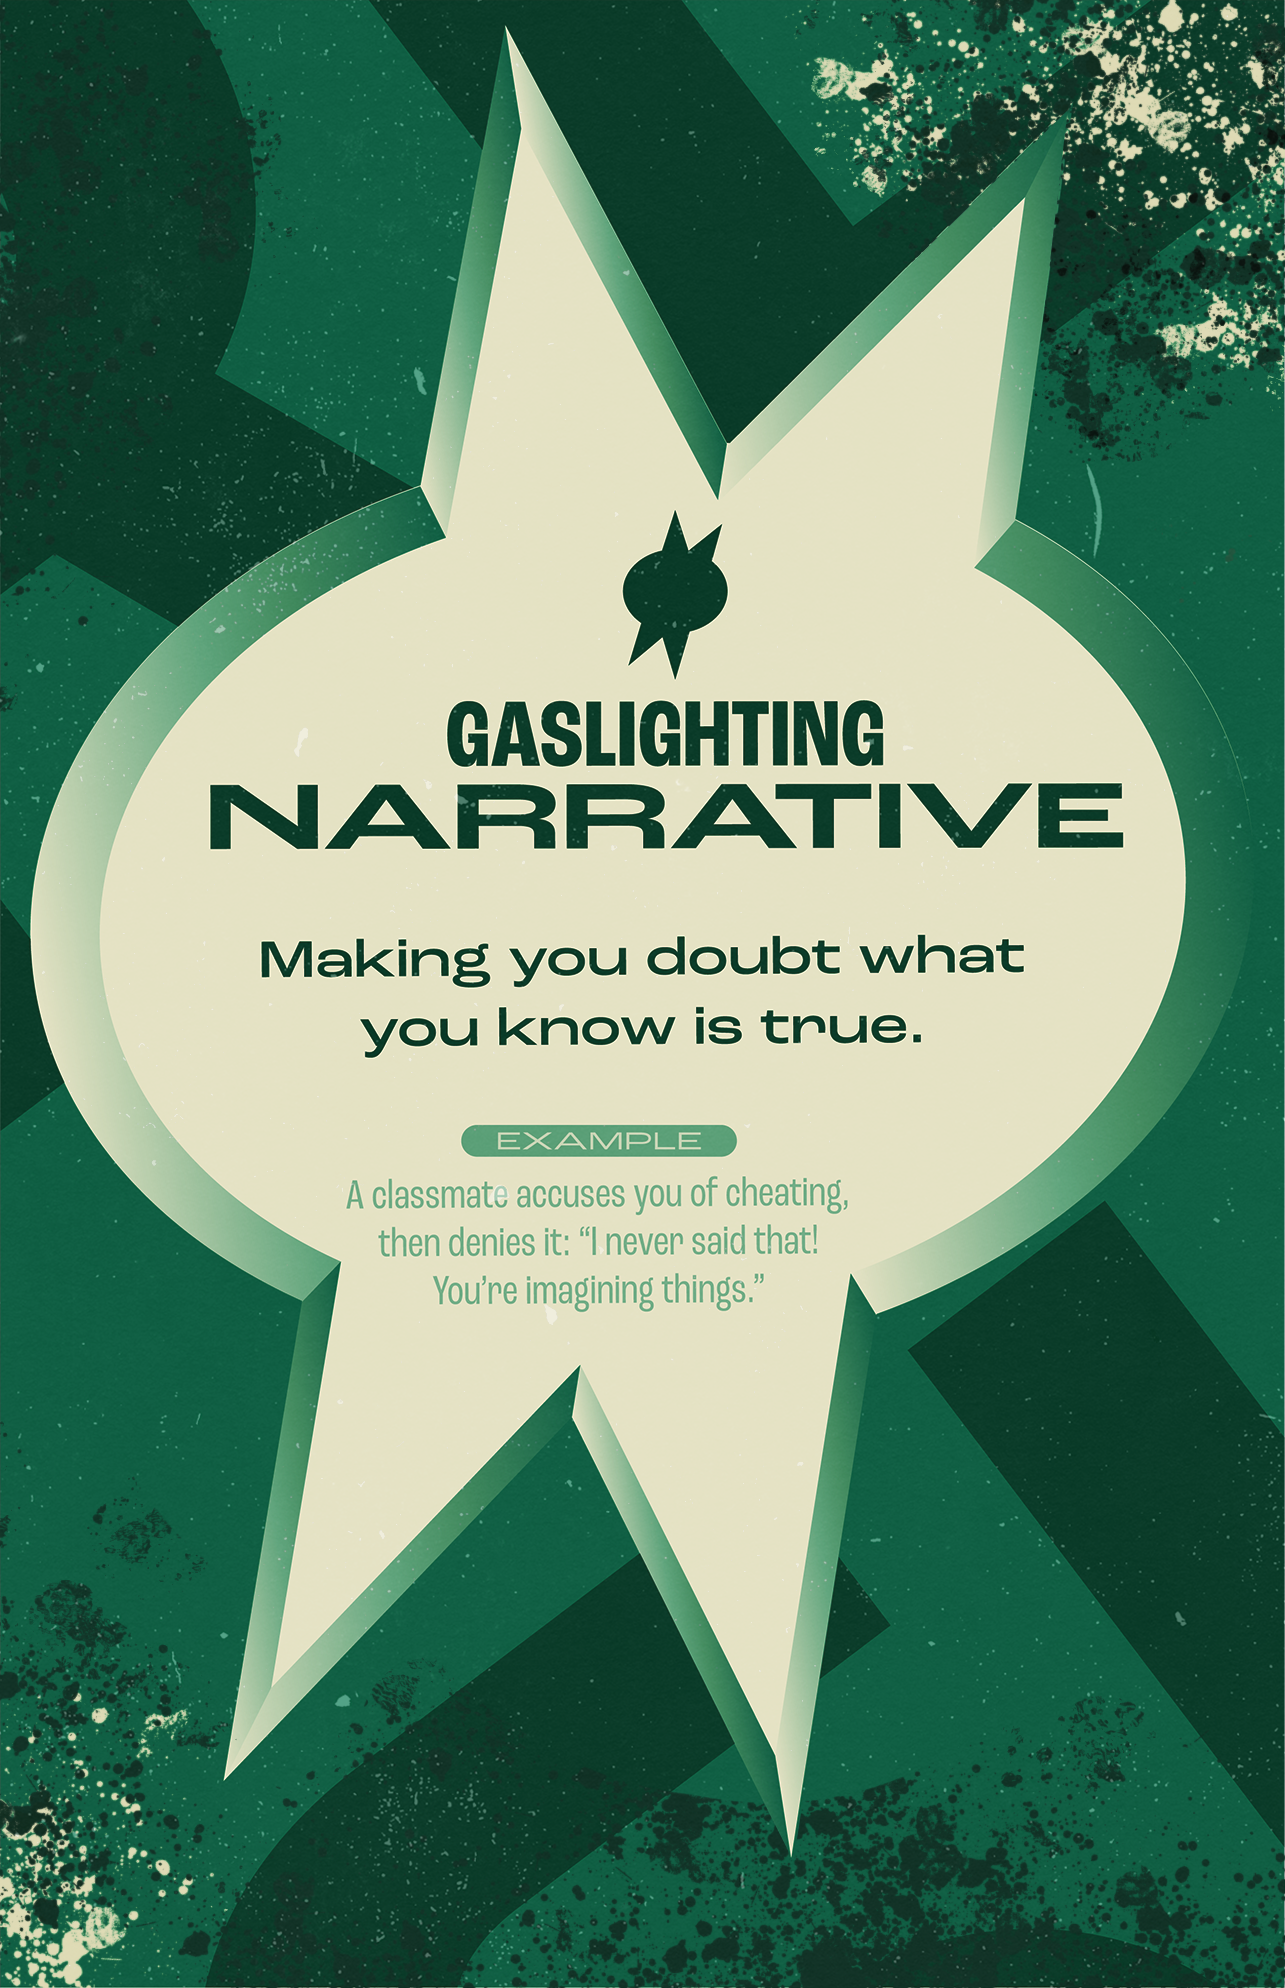 GASLIGHTING
NARRATIVE
Making you doubt what
you know is true.
EXAMPLE
A classmate accuses you of cheating,
then denies it: “I never said that!
You’re imagining things.”